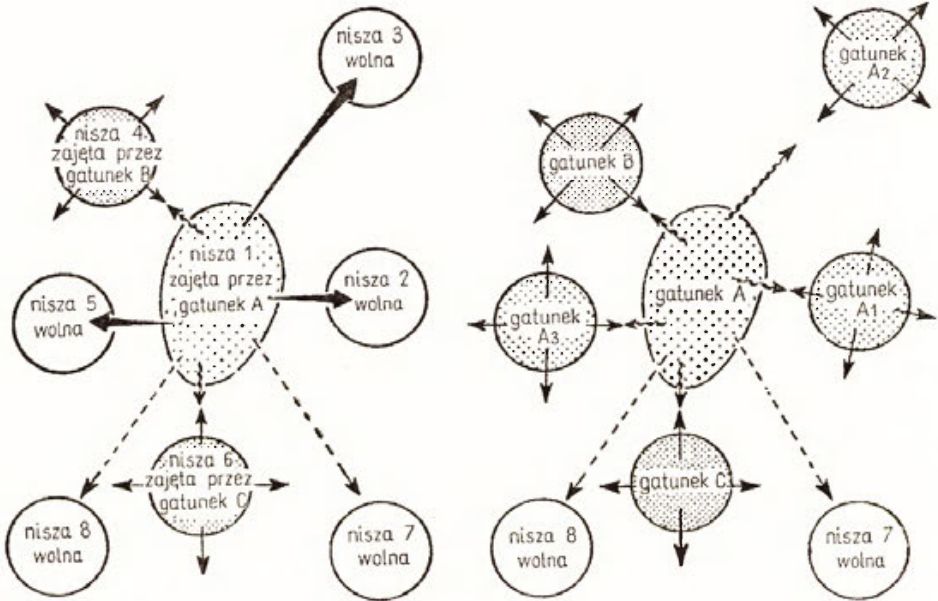 nisza 3
wolna
nisza 4
zajęta przez
gatunek B
nisza 1
zajęta przez
gatunek A
nisza 2
wolna
nisza 5
wolna
nisza 6
zajęta przez
gatunek C
nisza 8
wolna
nisza 7
wolna
gatunek
A2
gatunek B
gatunek A
gatunek
A1
gatunek
A3
gatunek C
nisza 8
wolna
nisza 7
wolna